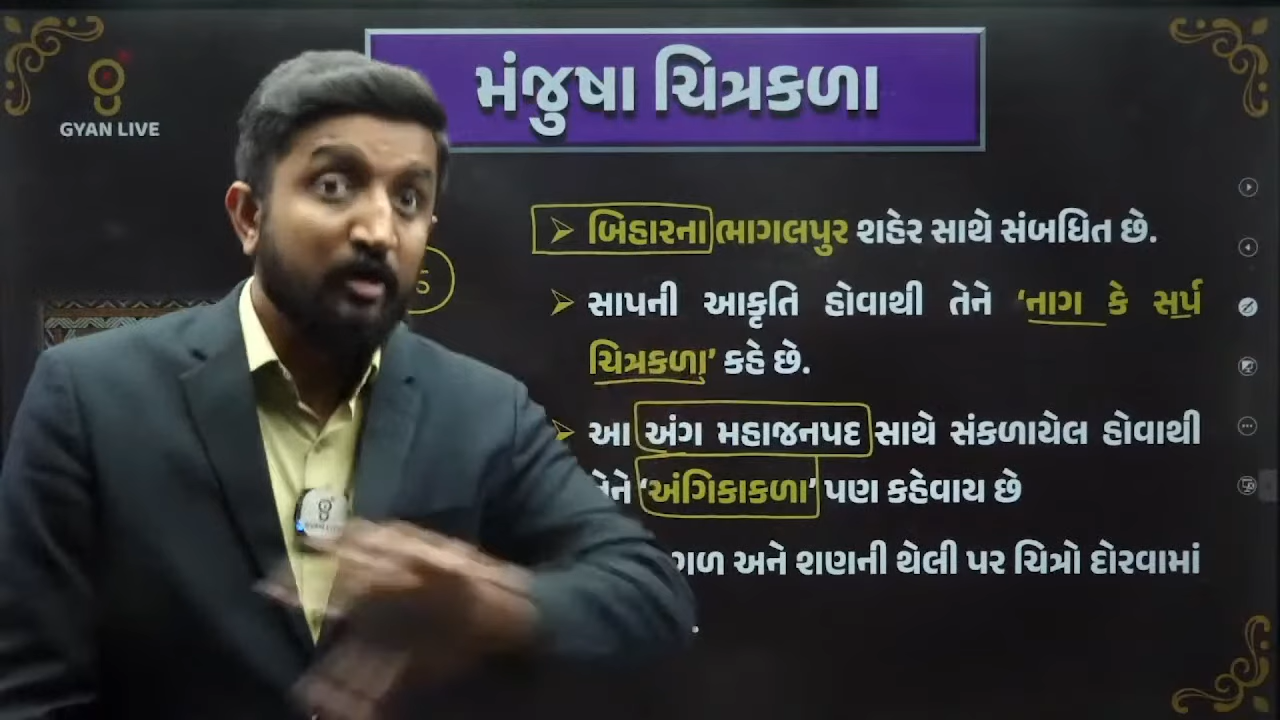 GYAN LIVE
મંજુષા ચિત્રકળા
➢ બિહારના ભાગલપુર શહેર સાથે સંબધિત છે.
➢ સાપની આકૃતિ હોવાથી તેને ‘નાગ કે સર્પ
ચિત્રકળા’ કહે છે.
➢ આ અંગ મહાજનપદ સાથે સંકળાયેલ હોવાથી
‘અંગિકાકળા’ પણ કહેવાય છે
અને શણની થેલી પર ચિત્રો દોરવામાં